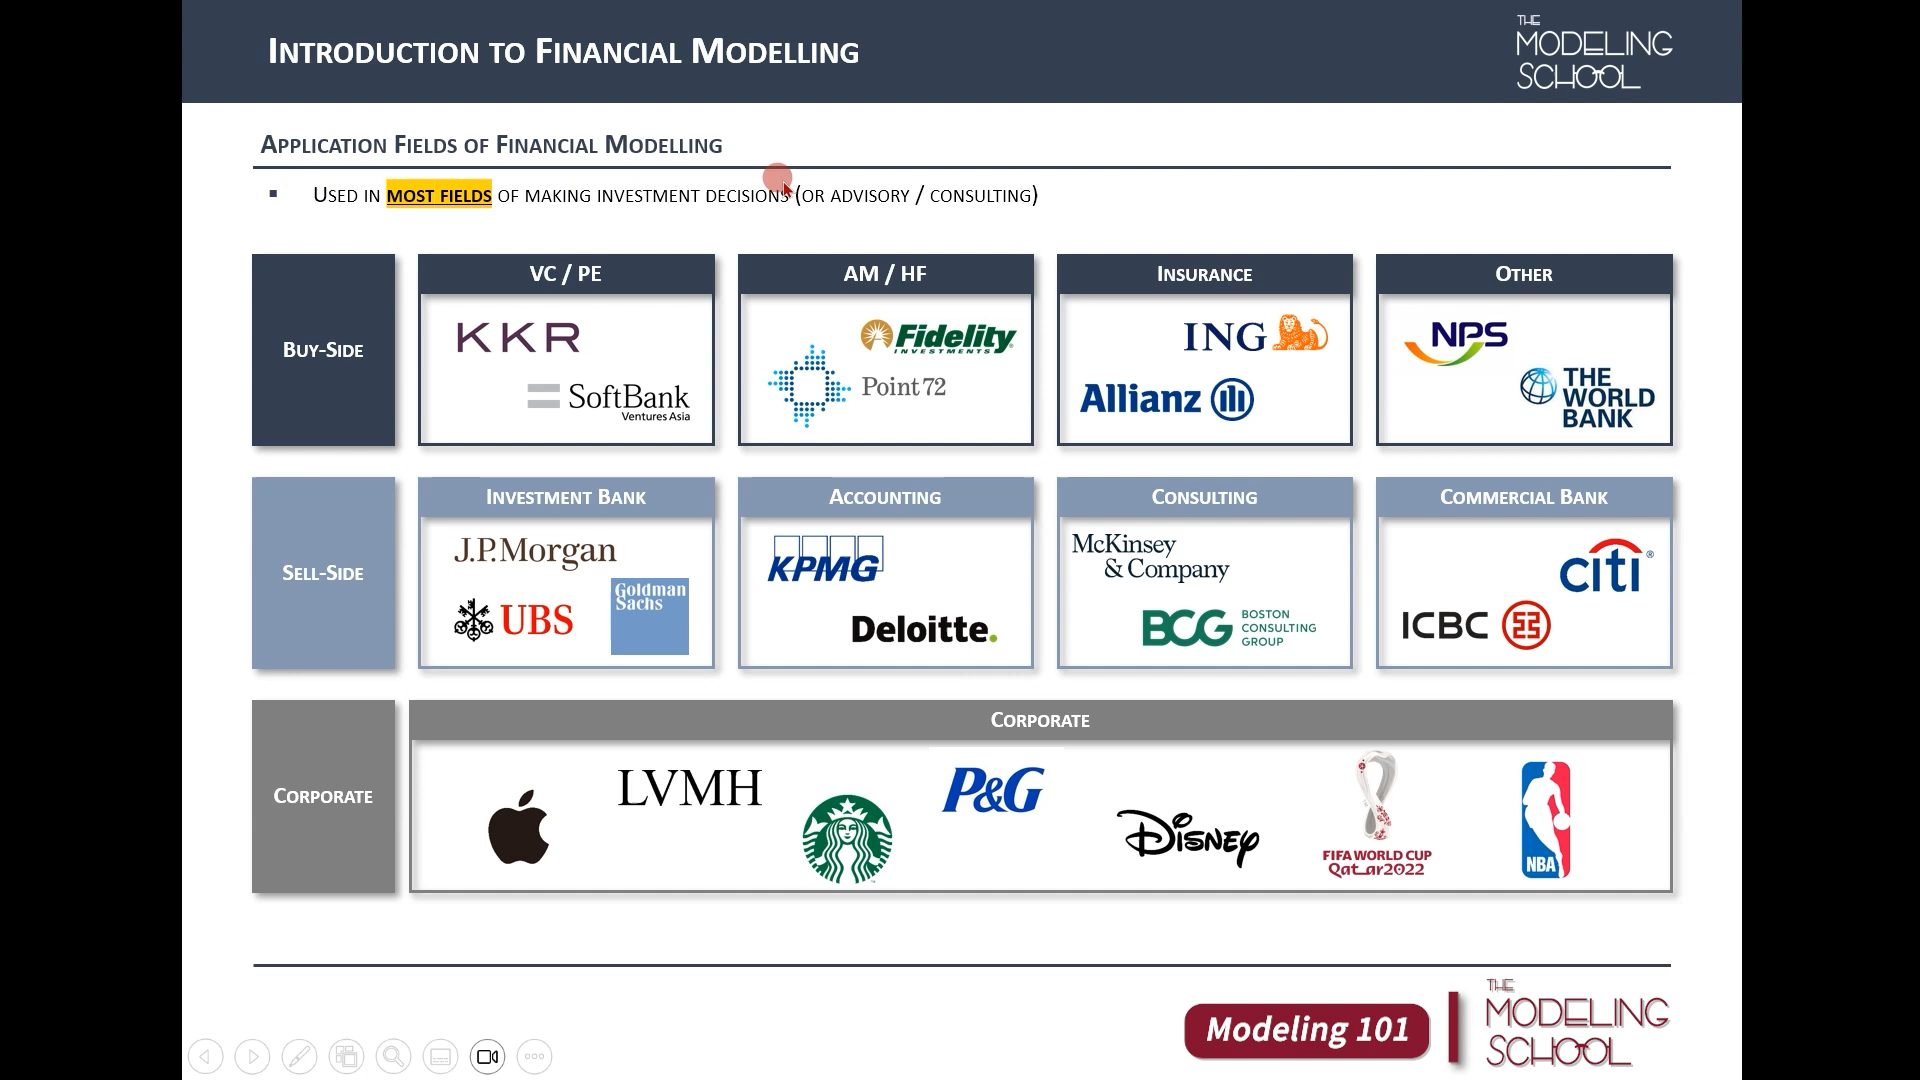 INTRODUCTION TO FINANCIAL MODELLING
THE
MODELING
SCHOOL
APPLICATION FIELDS OF FINANCIAL MODELLING
▪ USED IN MOST FIELDS OF MAKING INVESTMENT DECISIONS (OR ADVISORY / CONSULTING)
BUY-SIDE
VC / PE
KKR
SoftBank
Ventures Asia
AM / HF
Fidelity
INVESTMENTS
Point72
INSURANCE
ING
Allianz
OTHER
NPS
THE
WORLD
BANK
SELL-SIDE
INVESTMENT BANK
J.P.Morgan
UBS
Goldman
Sachs
ACCOUNTING
KPMG
Deloitte.
CONSULTING
McKinsey
& Company
BCG
BOSTON
CONSULTING
GROUP
COMMERCIAL BANK
citi®
ICBC
CORPORATE
CORPORATE
LVMH
P&G
Disney
FIFA WORLD CUP
Qatar2022
NBA
Modeling 101
THE
MODELING
SCHOOL